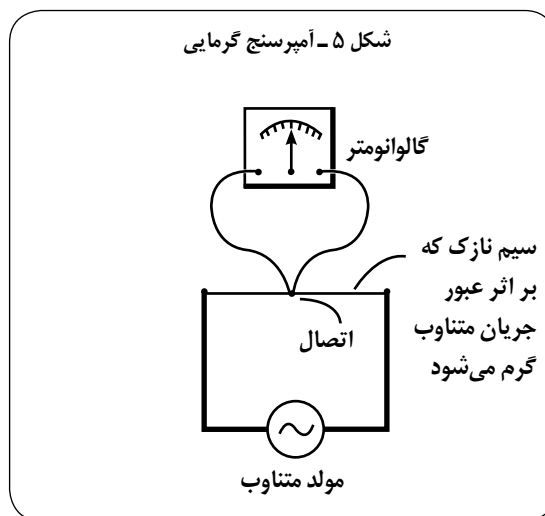 شکل ۵ ـ آمپرسنج گرمایی
گالوانومتر
سیم نازک که
بر اثر عبور
جریان متناوب
گرم می‌شود
اتصال
مولد متناوب